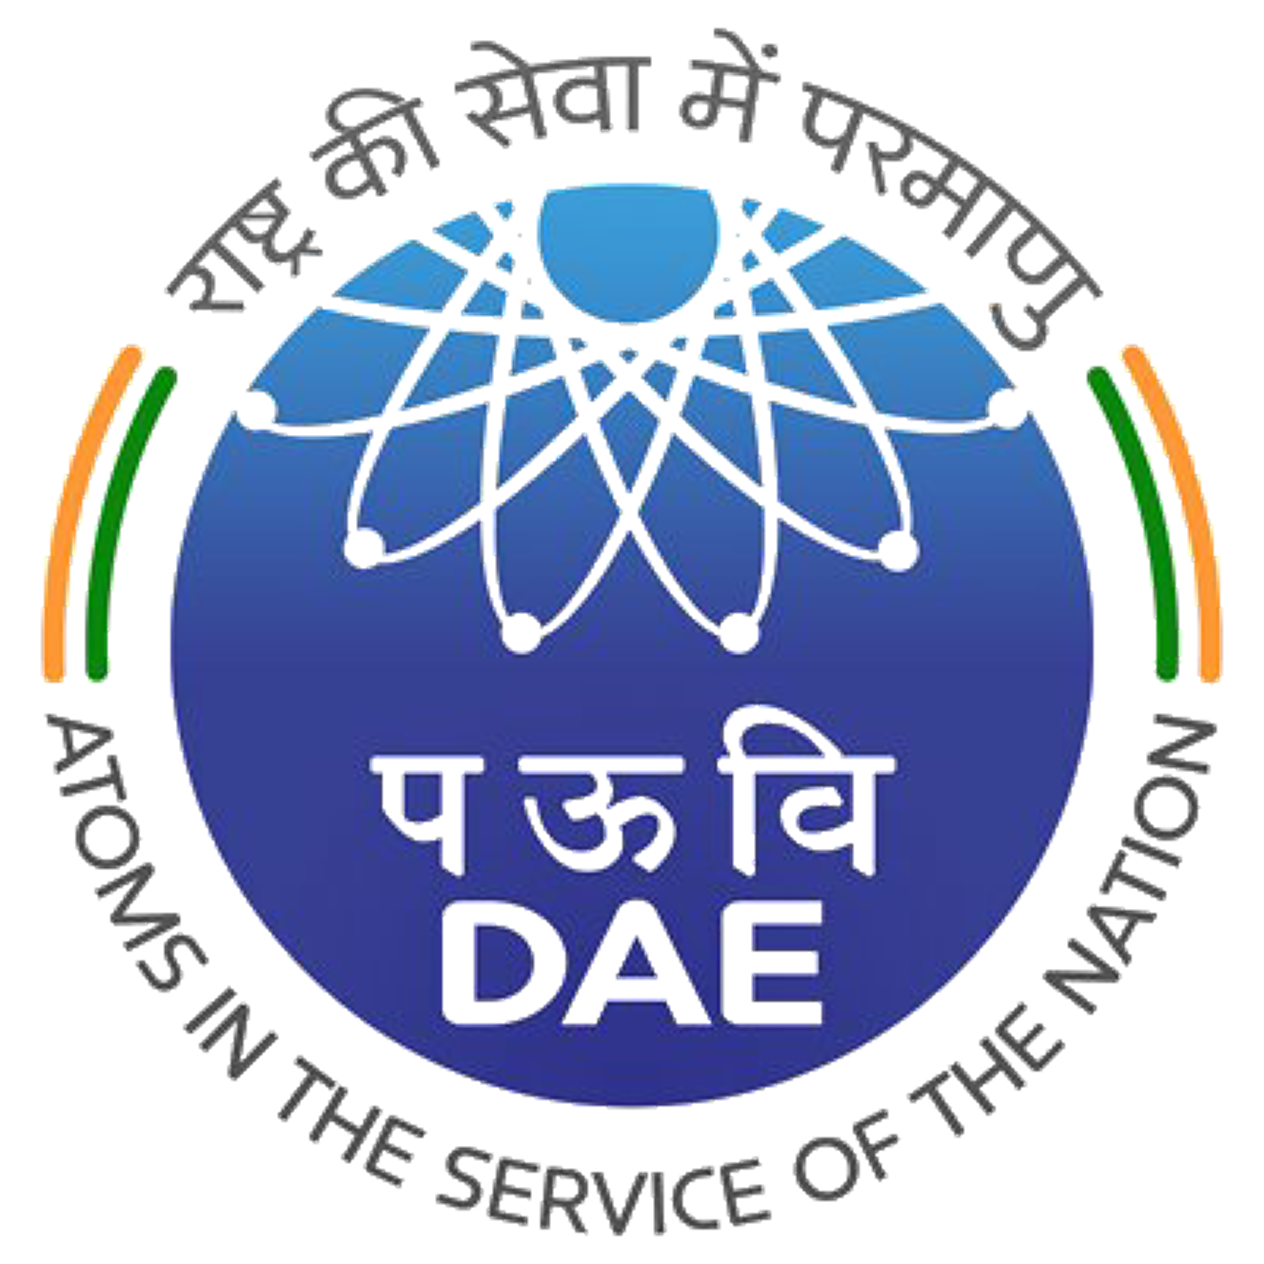 राष्ट्र की सेवा में परमाणु
प ऊ वि
DAE
ATOMS IN THE SERVICE OF THE NATION